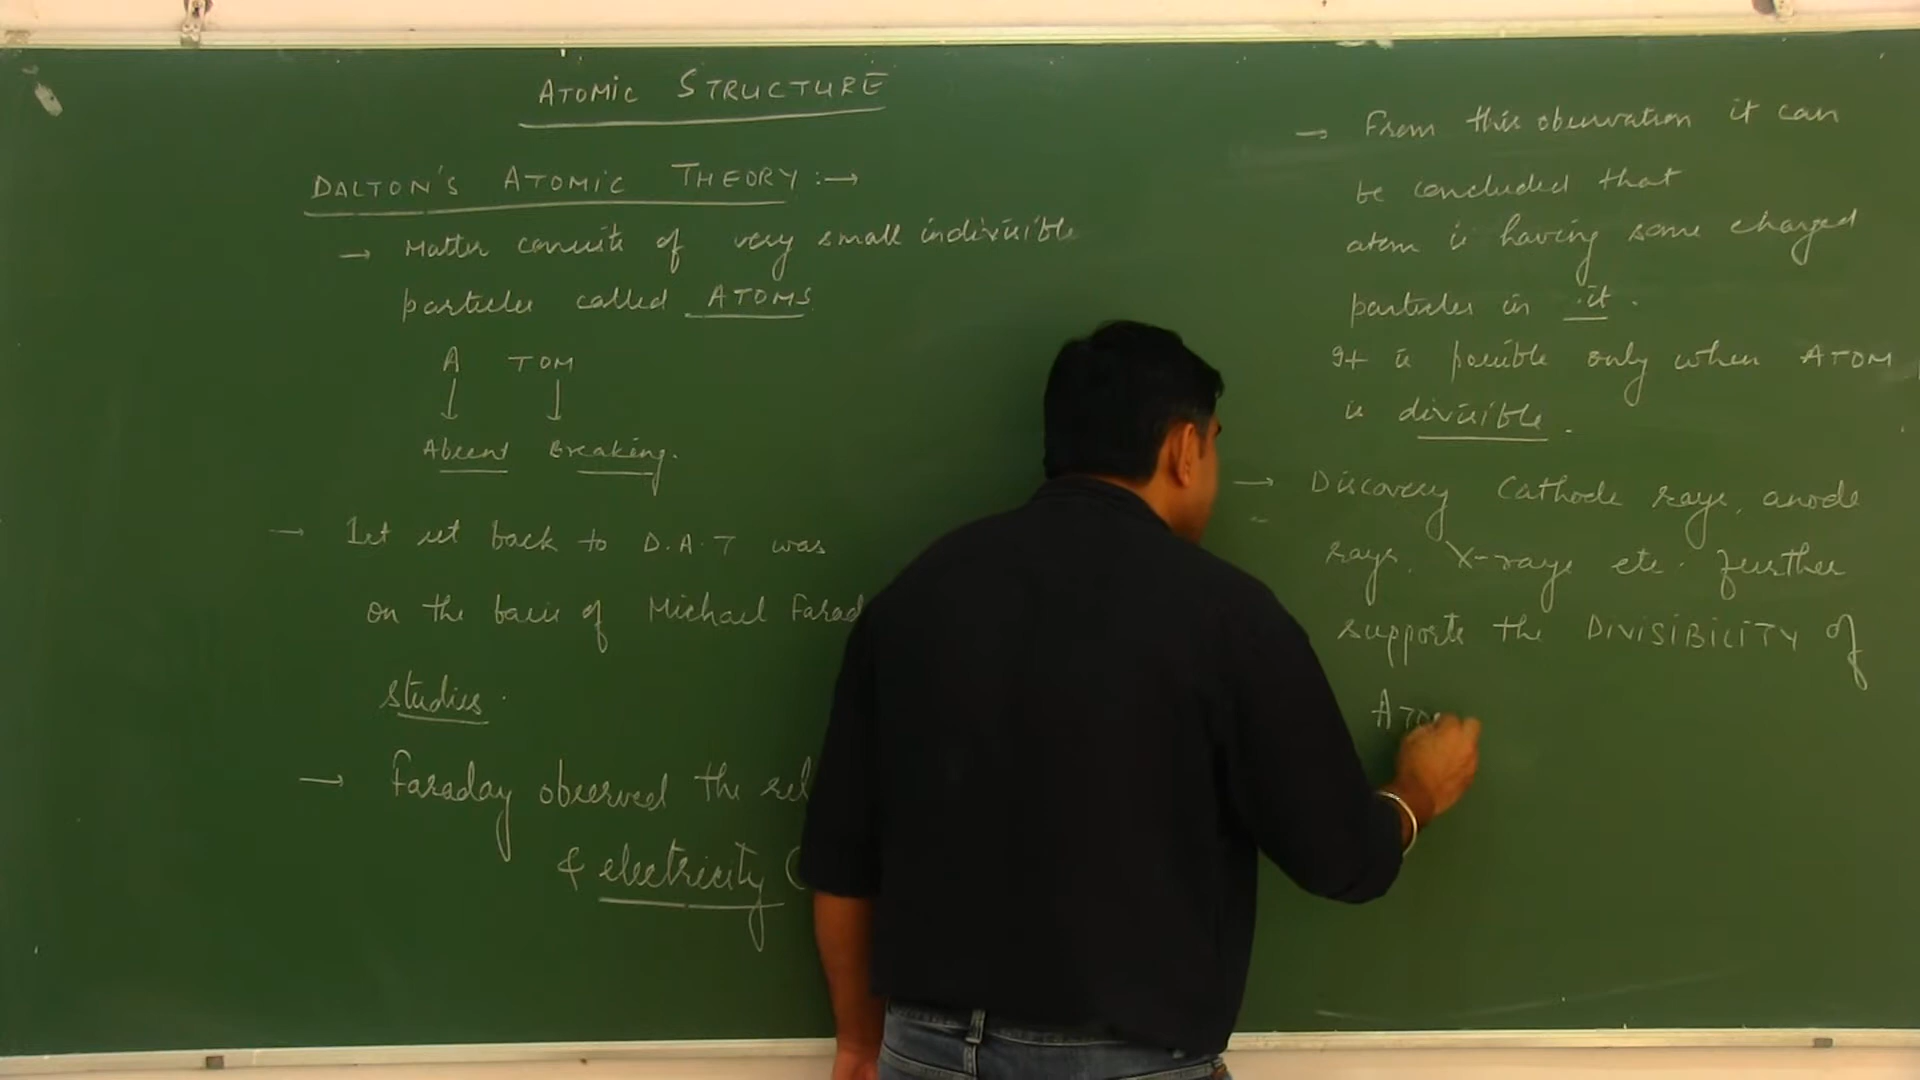 ATOMIC STRUCTURE
DALTON'S ATOMIC THEORY :→
→ Matter consists of very small indivisible
particles called ATOMS.
A TOM
↓ ↓
Absent Breaking.
→ 1st set back to D.A.T was
on the basis of Michael Farad
studies.
→ Faraday observed the rel
& electricity (
→ From this observation it can
be concluded that
atom is having some charged
particles in it.
It is possible only when ATOM
is divisible.
→ Discovery Cathode rays, anode
rays, X-rays etc. further
supports the DIVISIBILITY of
ATO